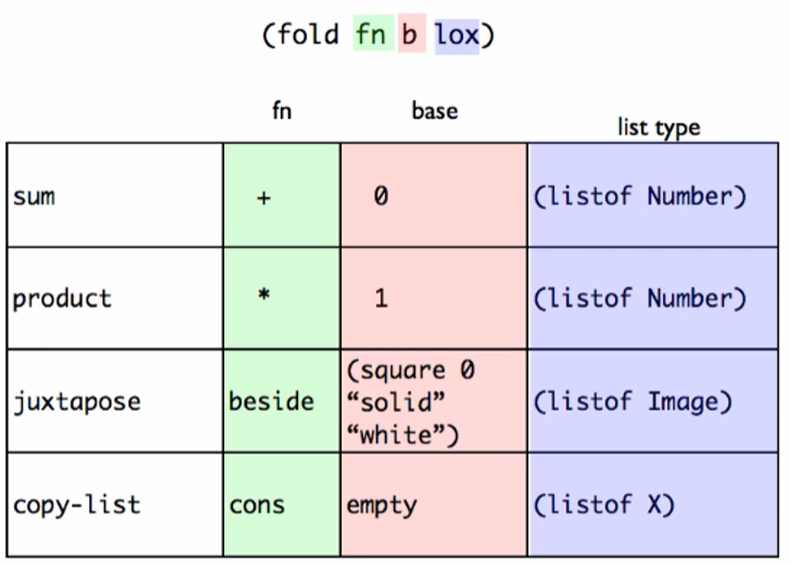 (fold fn b lox)
fn base list type
sum + 0 (listof Number)
product * 1 (listof Number)
juxtapose beside (square 0
“solid”
“white”) (listof Image)
copy-list cons empty (listof X)